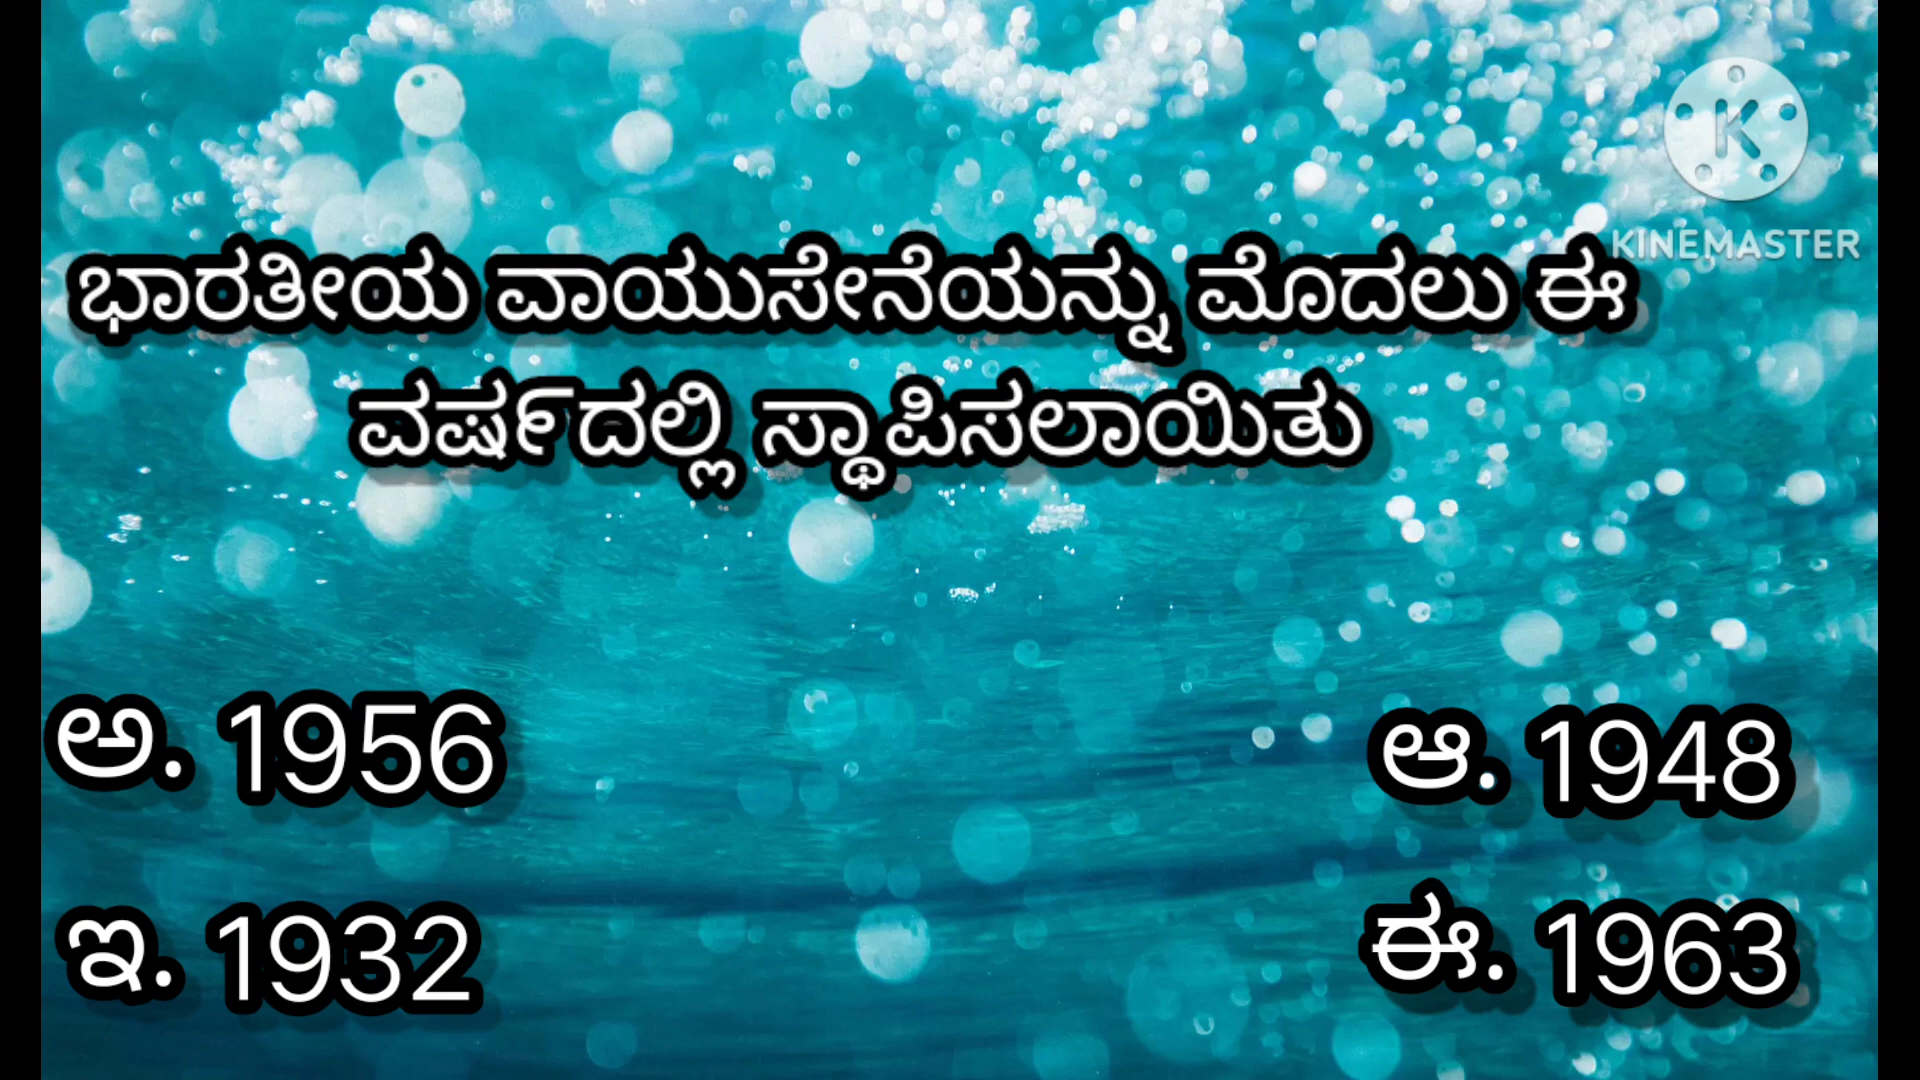 K
KINEMASTER
ಭಾರತೀಯ ವಾಯುಸೇನೆಯನ್ನು ಮೊದಲು ಈ
ವರ್ಷದಲ್ಲಿ ಸ್ಥಾಪಿಸಲಾಯಿತು
ಅ. 1956
ಆ. 1948
ಇ. 1932
ಈ. 1963